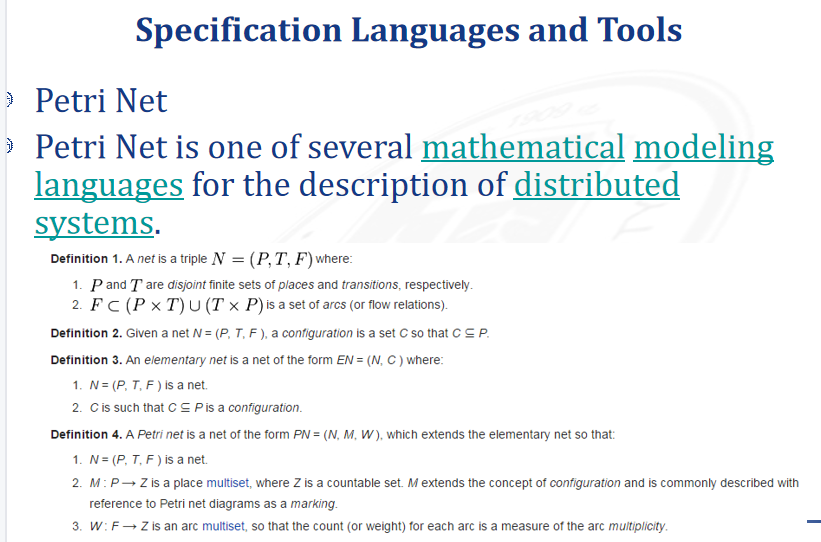 Specification Languages and Tools
Petri Net
Petri Net is one of several mathematical modeling
languages for the description of distributed
systems.
Definition 1. A net is a triple N = (P, T, F) where:
1. P and T are disjoint finite sets of places and transitions, respectively.
2. F ⊂ (P × T) ∪ (T × P) is a set of arcs (or flow relations).
Definition 2. Given a net N = (P, T, F ), a configuration is a set C so that C ⊆ P.
Definition 3. An elementary net is a net of the form EN = (N, C ) where:
1. N = (P, T, F ) is a net.
2. C is such that C ⊆ P is a configuration.
Definition 4. A Petri net is a net of the form PN = (N, M, W ), which extends the elementary net so that:
1. N = (P, T, F ) is a net.
2. M : P → Z is a place multiset, where Z is a countable set. M extends the concept of configuration and is commonly described with
reference to Petri net diagrams as a marking.
3. W : F → Z is an arc multiset, so that the count (or weight) for each arc is a measure of the arc multiplicity.